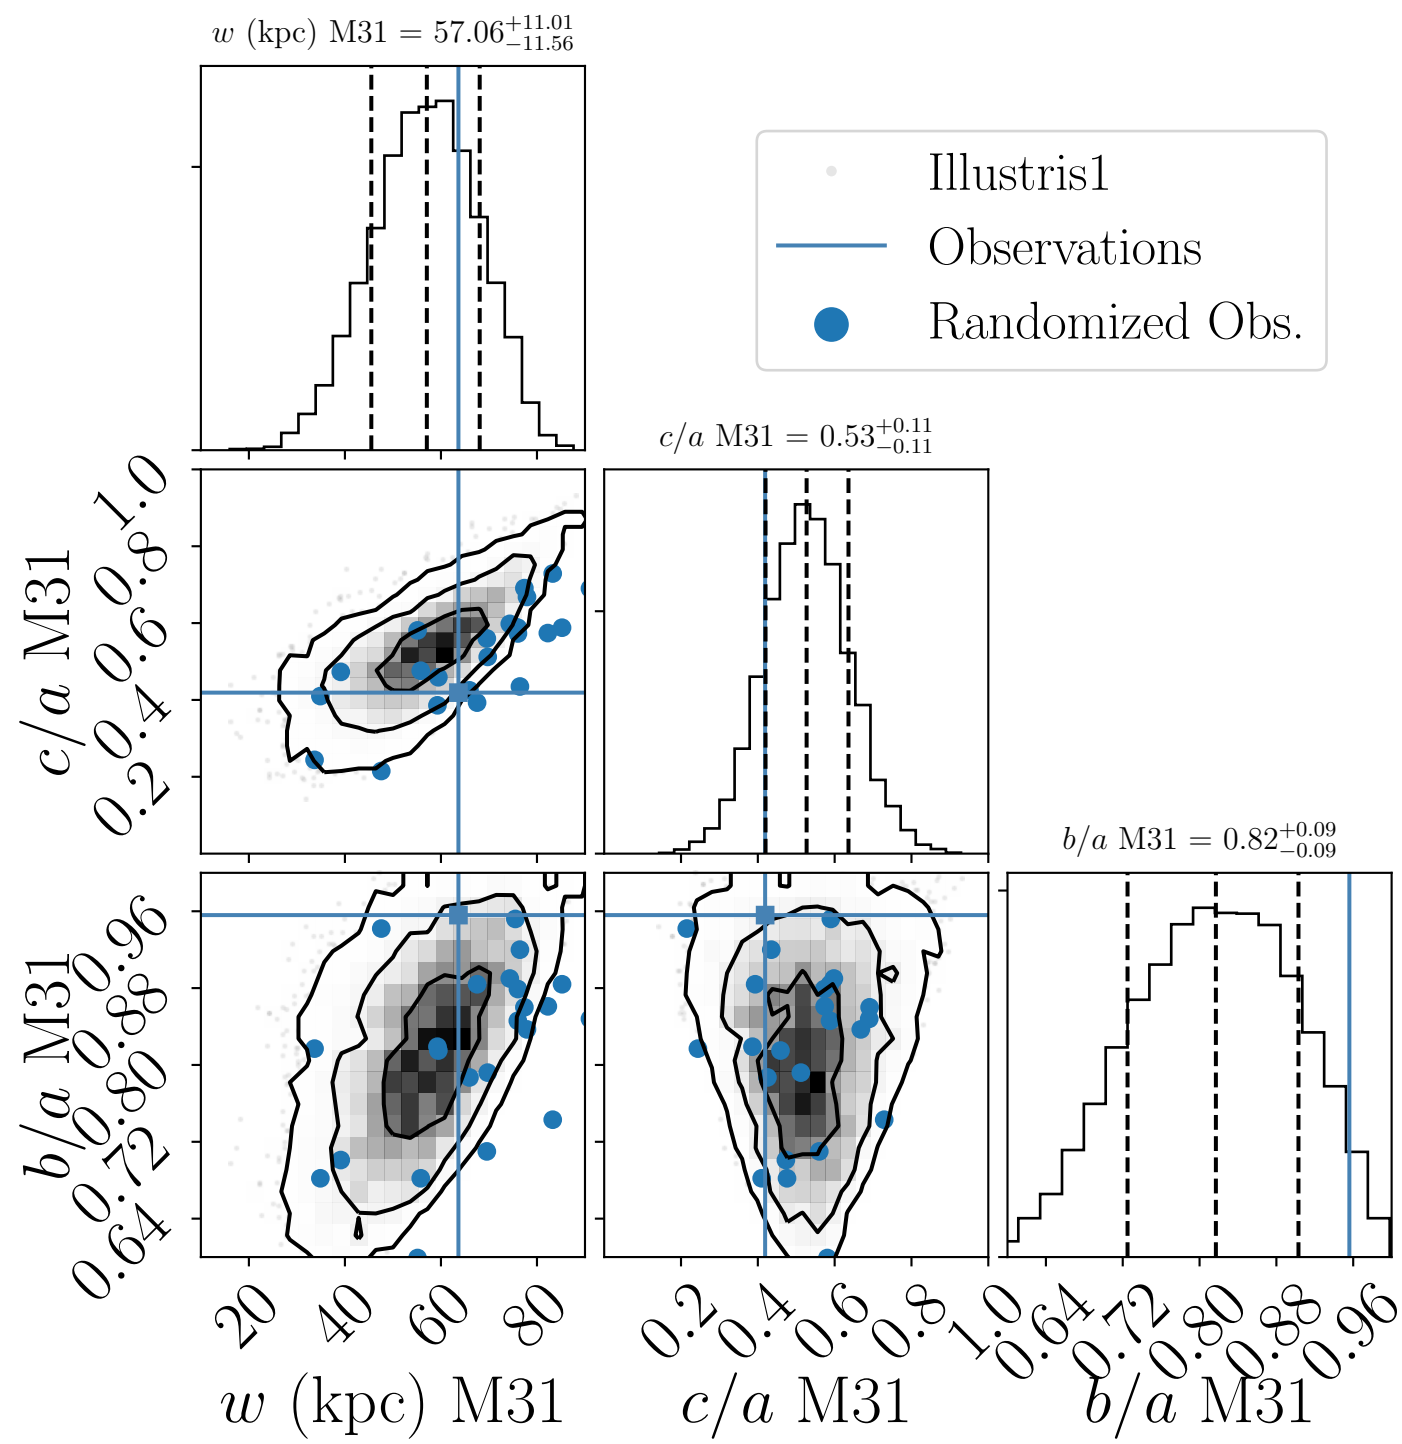 w (kpc) M31 = 57.06+11.01−11.56
Illustris1
Observations
Randomized Obs.
c/a M31 = 0.53+0.11−0.11
1.0
0.8
0.6
0.4
0.2
c/a M31
b/a M31 = 0.82+0.09−0.09
0.96
0.88
0.80
0.72
0.64
b/a M31
20 40 60 80
0.2 0.4 0.6 0.8 1.0
0.64 0.72 0.80 0.88 0.96
w (kpc) M31
c/a M31
b/a M31